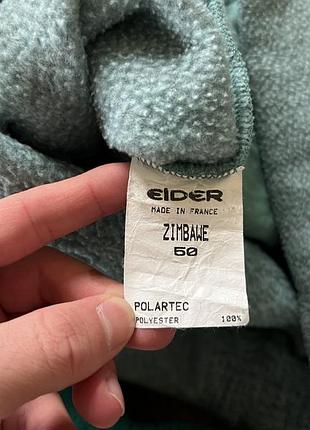 EIDER
MADE IN FRANCE
ZIMBAWE
50
POLARTEC
POLYESTER 100%